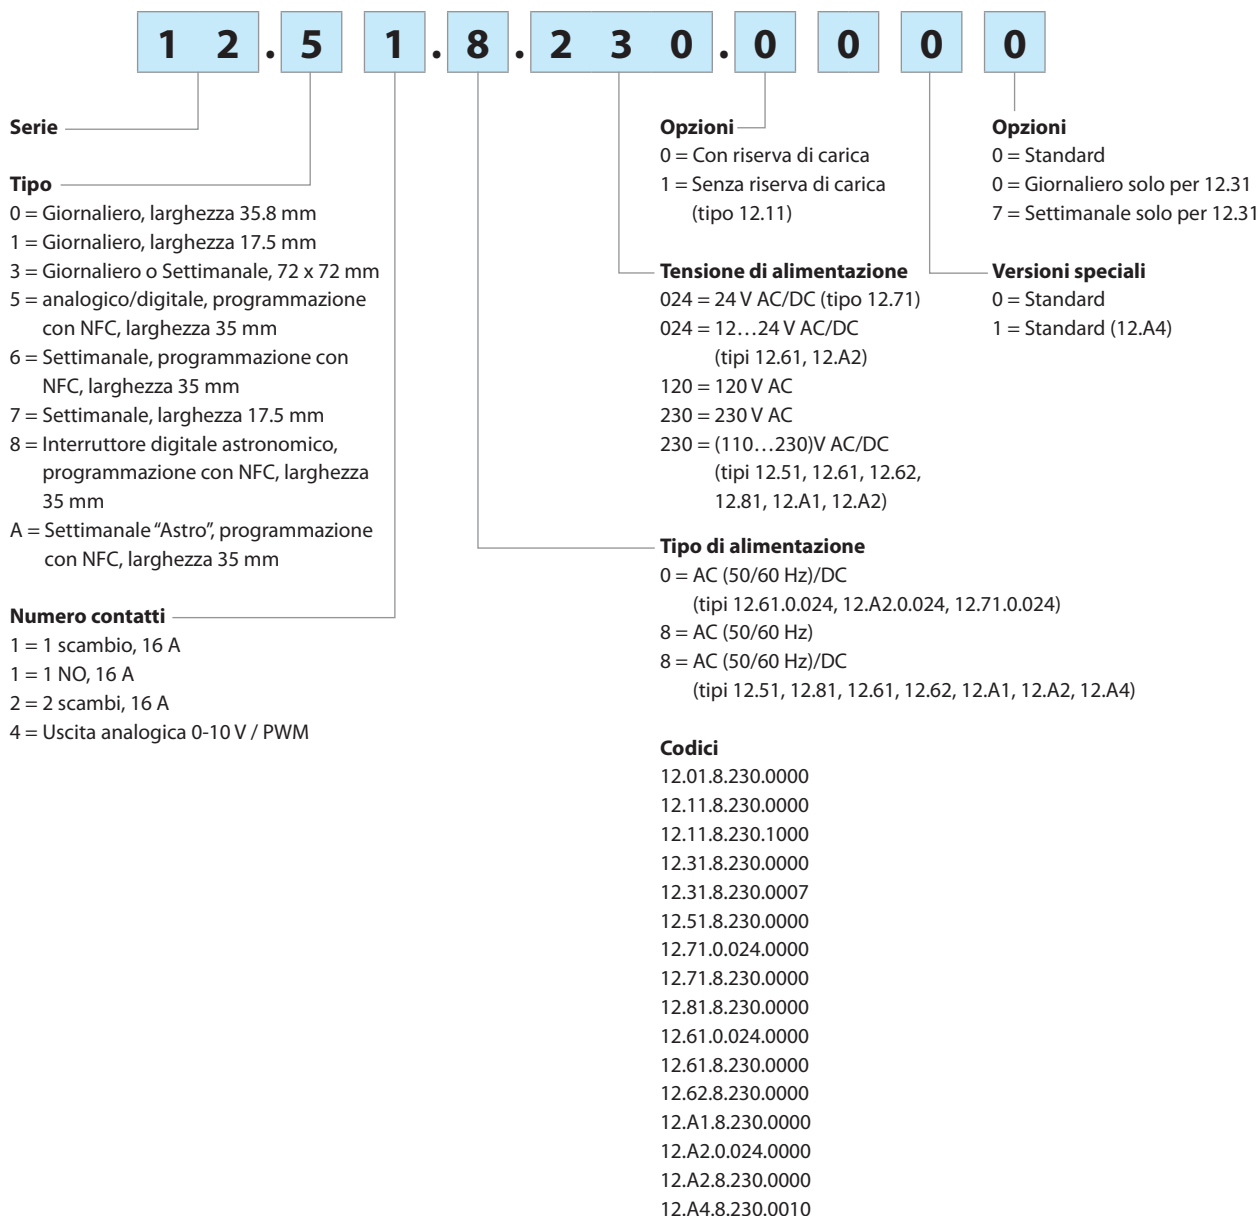 12.51.8.230.0000
Serie
Tipo
0 = Giornaliero, larghezza 35.8 mm
1 = Giornaliero, larghezza 17.5 mm
3 = Giornaliero o Settimanale, 72 x 72 mm
5 = analogico/digitale, programmazione
con NFC, larghezza 35 mm
6 = Settimanale, programmazione con
NFC, larghezza 35 mm
7 = Settimanale, larghezza 17.5 mm
8 = Interruttore digitale astronomico,
programmazione con NFC, larghezza
35 mm
A = Settimanale “Astro”, programmazione
con NFC, larghezza 35 mm
Numero contatti
1 = 1 scambio, 16 A
1 = 1 NO, 16 A
2 = 2 scambi, 16 A
4 = Uscita analogica 0-10 V / PWM
Opzioni
0 = Con riserva di carica
1 = Senza riserva di carica
(tipo 12.11)
Tensione di alimentazione
024 = 24 V AC/DC (tipo 12.71)
024 = 12…24 V AC/DC
(tipi 12.61, 12.A2)
120 = 120 V AC
230 = 230 V AC
230 = (110…230)V AC/DC
(tipi 12.51, 12.61, 12.62,
12.81, 12.A1, 12.A2)
Tipo di alimentazione
0 = AC (50/60 Hz)/DC
(tipi 12.61.0.024, 12.A2.0.024, 12.71.0.024)
8 = AC (50/60 Hz)
8 = AC (50/60 Hz)/DC
(tipi 12.51, 12.81, 12.61, 12.62, 12.A1, 12.A2, 12.A4)
Codici
12.01.8.230.0000
12.11.8.230.0000
12.11.8.230.1000
12.31.8.230.0000
12.31.8.230.0007
12.51.8.230.0000
12.71.0.024.0000
12.71.8.230.0000
12.81.8.230.0000
12.61.0.024.0000
12.61.8.230.0000
12.62.8.230.0000
12.A1.8.230.0000
12.A2.0.024.0000
12.A2.8.230.0000
12.A4.8.230.0010
Opzioni
0 = Standard
0 = Giornaliero solo per 12.31
7 = Settimanale solo per 12.31
Versioni speciali
0 = Standard
1 = Standard (12.A4)